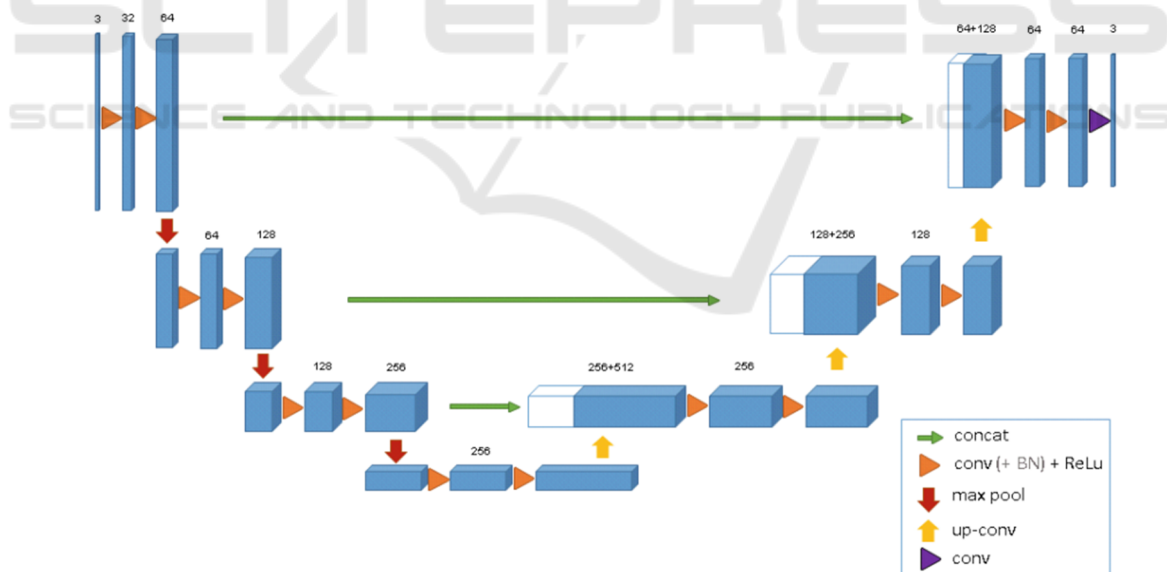 SCITEPRESS
SCIENCE AND TECHNOLOGY PUBLICATIONS
3 32 64
64+128 64 64 3
64 128
128+256 128
128 256
256+512 256
256
concat
conv (+ BN) + ReLu
max pool
up-conv
conv